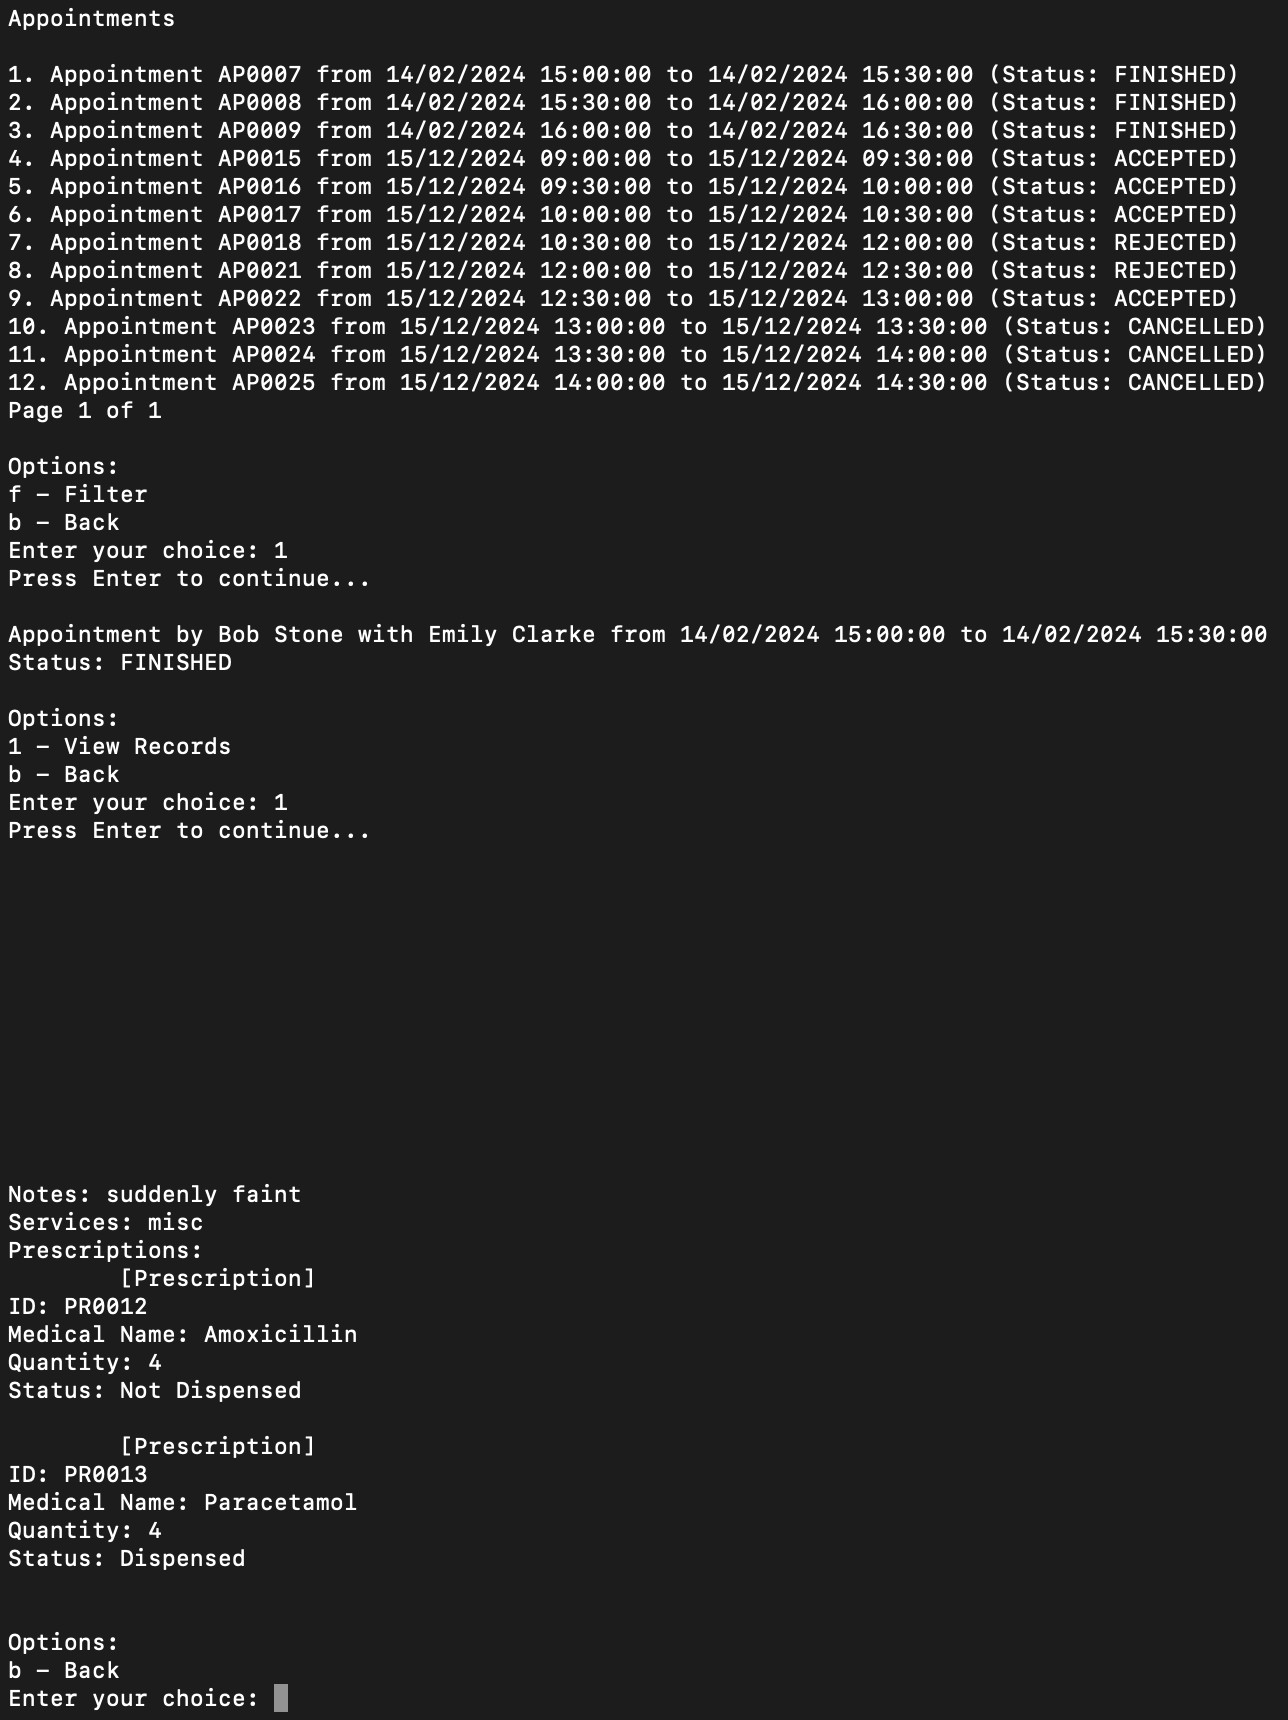 Appointments
1. Appointment AP0007 from 14/02/2024 15:00:00 to 14/02/2024 15:30:00 (Status: FINISHED)
2. Appointment AP0008 from 14/02/2024 15:30:00 to 14/02/2024 16:00:00 (Status: FINISHED)
3. Appointment AP0009 from 14/02/2024 16:00:00 to 14/02/2024 16:30:00 (Status: FINISHED)
4. Appointment AP0015 from 15/12/2024 09:00:00 to 15/12/2024 09:30:00 (Status: ACCEPTED)
5. Appointment AP0016 from 15/12/2024 09:30:00 to 15/12/2024 10:00:00 (Status: ACCEPTED)
6. Appointment AP0017 from 15/12/2024 10:00:00 to 15/12/2024 10:30:00 (Status: ACCEPTED)
7. Appointment AP0018 from 15/12/2024 10:30:00 to 15/12/2024 12:00:00 (Status: REJECTED)
8. Appointment AP0021 from 15/12/2024 12:00:00 to 15/12/2024 12:30:00 (Status: REJECTED)
9. Appointment AP0022 from 15/12/2024 12:30:00 to 15/12/2024 13:00:00 (Status: ACCEPTED)
10. Appointment AP0023 from 15/12/2024 13:00:00 to 15/12/2024 13:30:00 (Status: CANCELLED)
11. Appointment AP0024 from 15/12/2024 13:30:00 to 15/12/2024 14:00:00 (Status: CANCELLED)
12. Appointment AP0025 from 15/12/2024 14:00:00 to 15/12/2024 14:30:00 (Status: CANCELLED)
Page 1 of 1
Options:
f - Filter
b - Back
Enter your choice: 1
Press Enter to continue...
Appointment by Bob Stone with Emily Clarke from 14/02/2024 15:00:00 to 14/02/2024 15:30:00
Status: FINISHED
Options:
1 - View Records
b - Back
Enter your choice: 1
Press Enter to continue...
Notes: suddenly faint
Services: misc
Prescriptions:
[Prescription]
ID: PR0012
Medical Name: Amoxicillin
Quantity: 4
Status: Not Dispensed
[Prescription]
ID: PR0013
Medical Name: Paracetamol
Quantity: 4
Status: Dispensed
Options:
b - Back
Enter your choice: